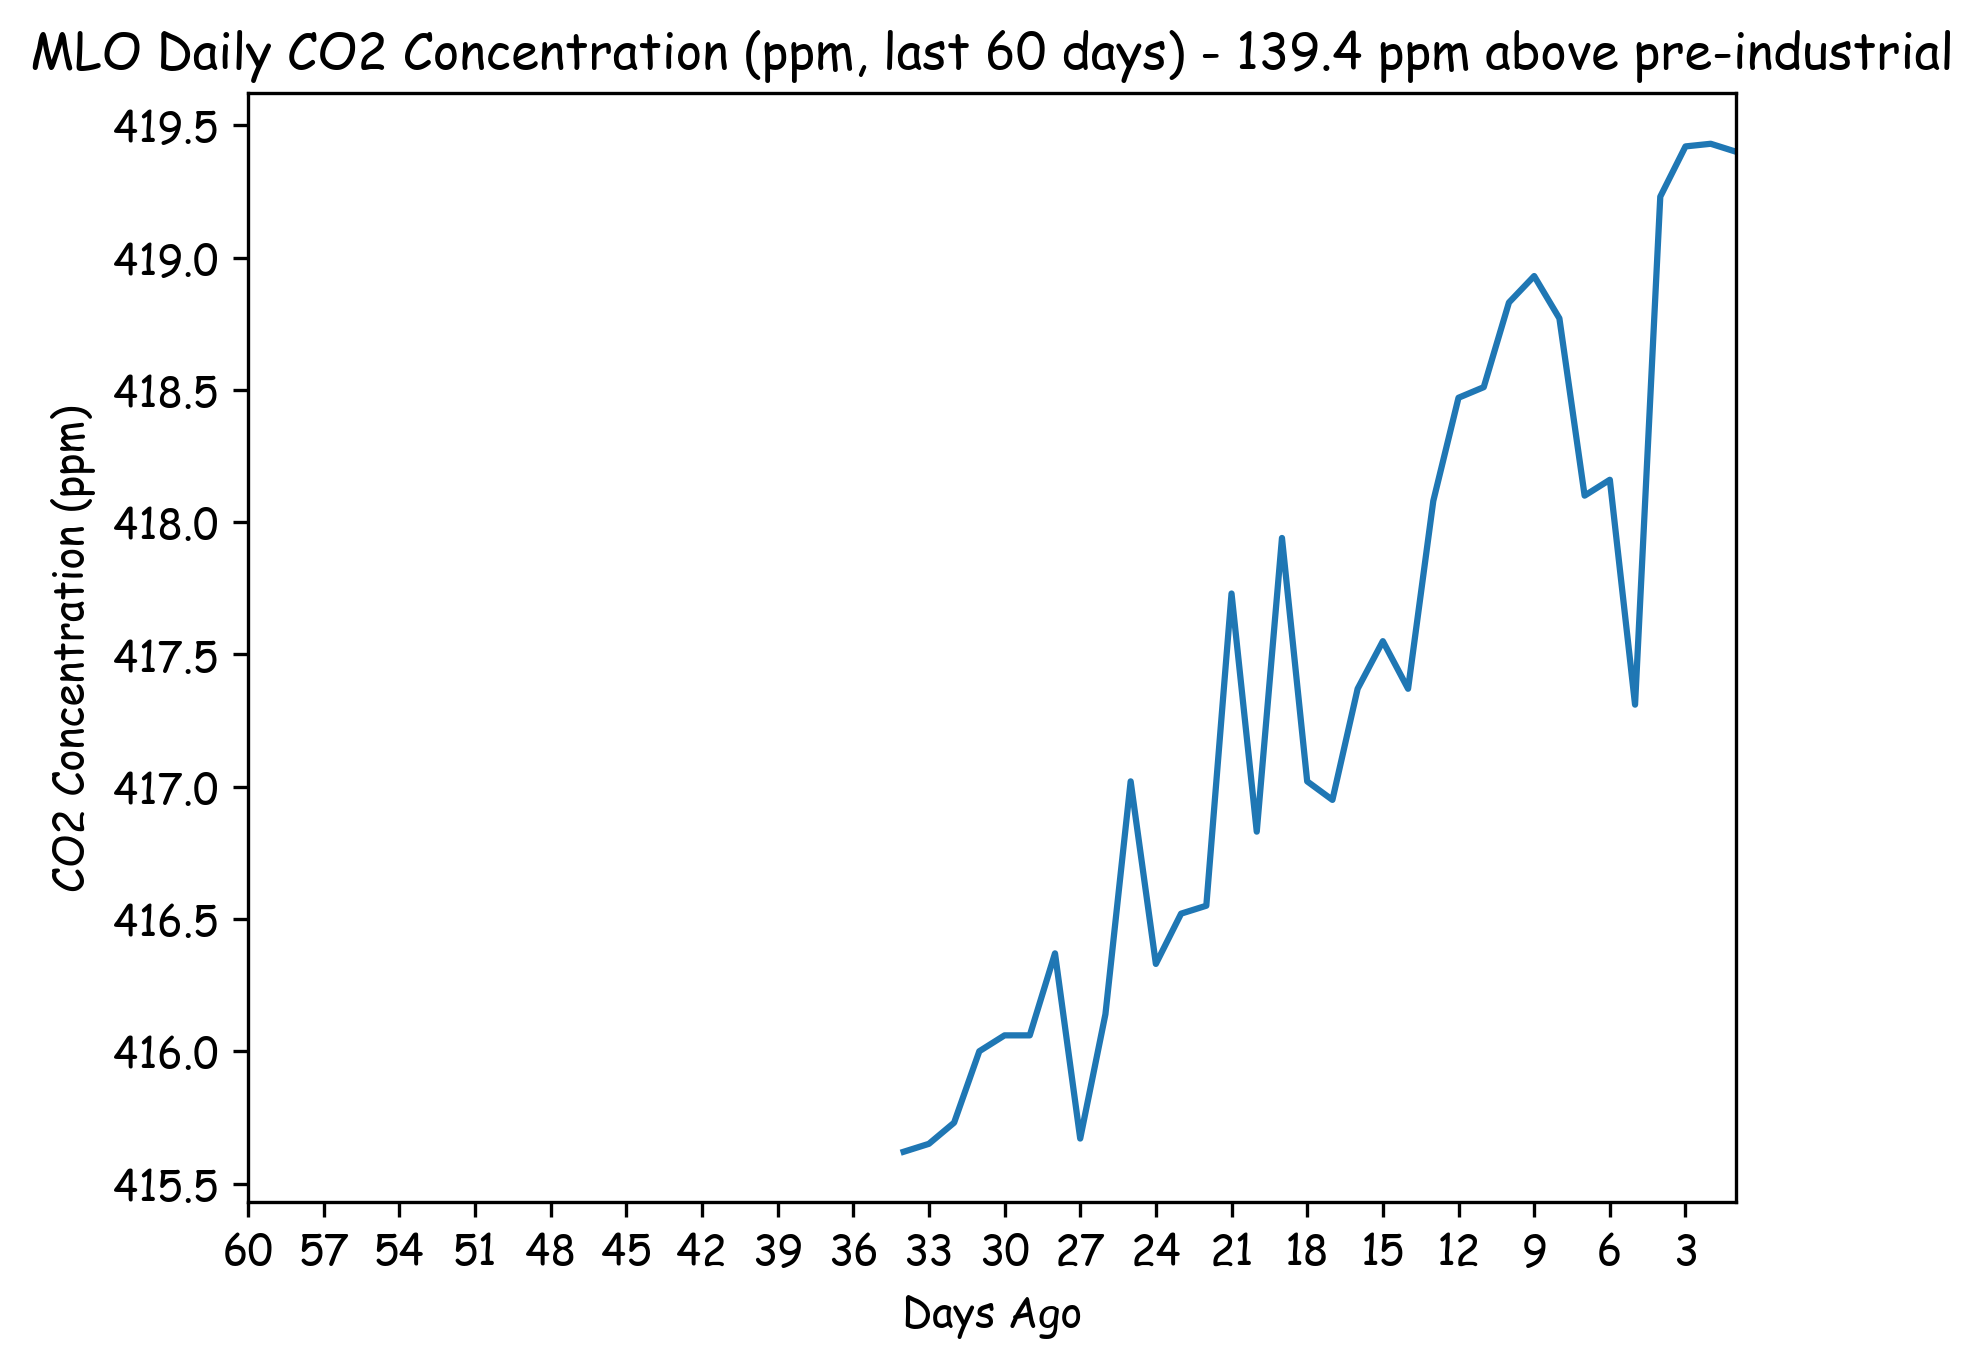 MLO Daily CO2 Concentration (ppm, last 60 days) - 139.4 ppm above pre-industrial
419.5
419.0
418.5
418.0
417.5
417.0
416.5
416.0
415.5
CO2 Concentration (ppm)
60 57 54 51 48 45 42 39 36 33 30 27 24 21 18 15 12 9 6 3
Days Ago